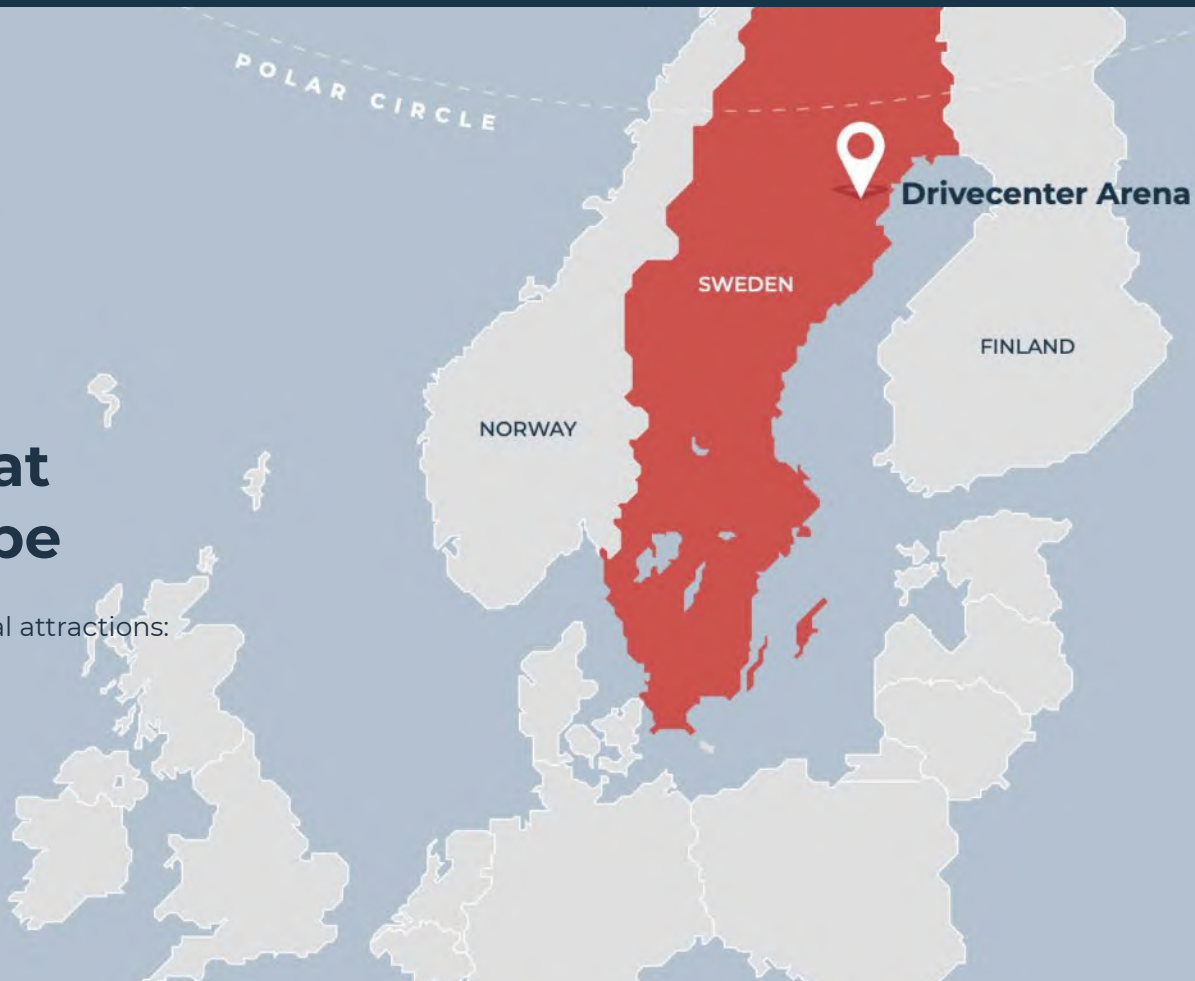 POLAR CIRCLE
Drivecenter Arena
SWEDEN
FINLAND
NORWAY
at
pe
al attractions: